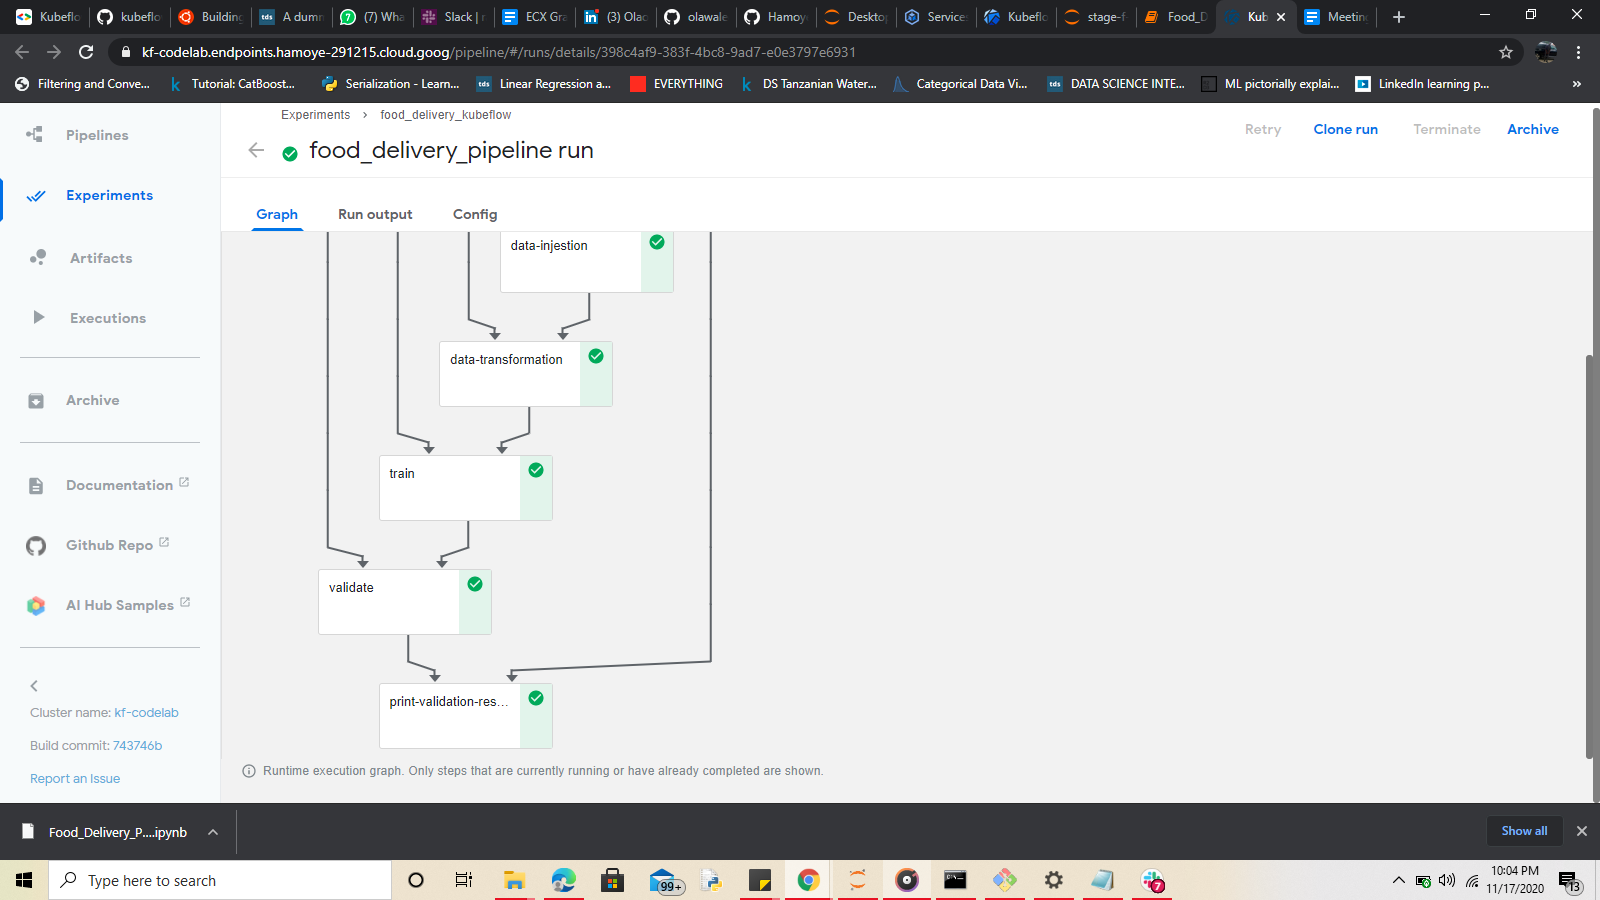 Kubeflo
kubeflo
Building
A dumm
(7) Wha
Slack | n
ECX Gra
(3) Olac
olawale
Hamoye
Deskto
Service
Kubeflo
stage-f
Food_D
Kub
Meetin
kf-codelab.endpoints.hamoye-291215.cloud.goog/pipeline/#/runs/details/398c4af9-383f-4bc8-9ad7-e0e3797e6931
Filtering and Conve...
Tutorial: CatBoost...
Serialization - Learn...
tds
Linear Regression a...
EVERYTHING
DS Tanzanian Water...
Categorical Data Vi...
tds
DATA SCIENCE INTE...
ML pictorially explai...
LinkedIn learning p...
»
Pipelines
Experiments
Artifacts
Executions
Archive
Documentation
Github Repo
AI Hub Samples
Cluster name: kf-codelab
Build commit: 743746b
Report an Issue
Experiments > food_delivery_kubeflow
food_delivery_pipeline run
Retry
Clone run
Terminate
Archive
Graph
Run output
Config
data-injestion
data-transformation
train
validate
print-validation-res...
Runtime execution graph. Only steps that are currently running or have already completed are shown.
Food_Delivery_P....ipynb
Show all
Type here to search
99+
7
10:04 PM
11/17/2020
13